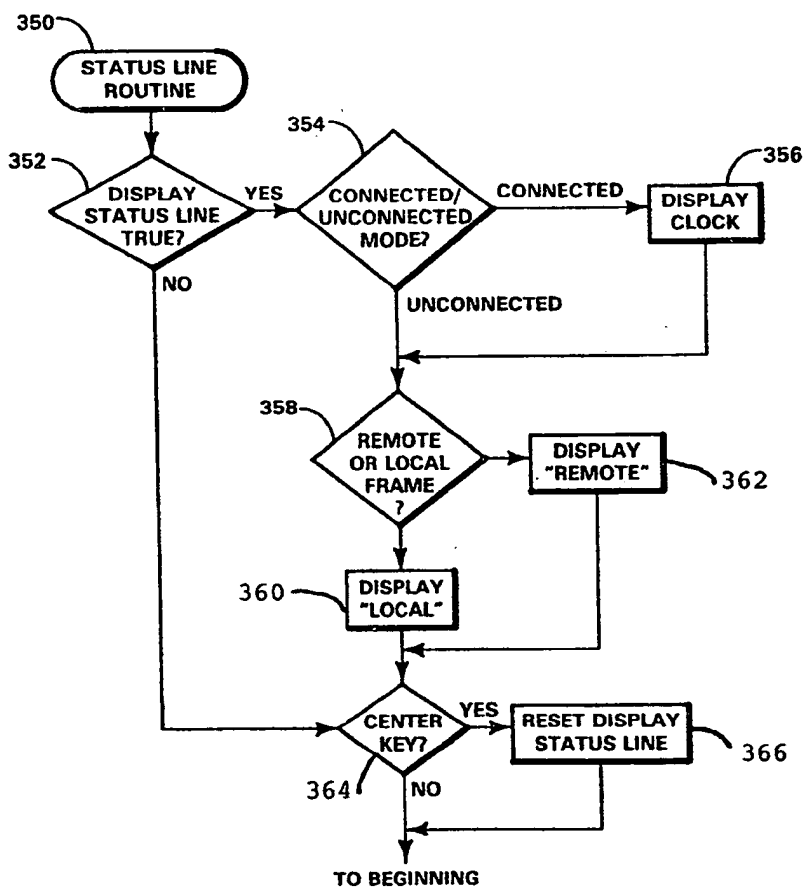 350
STATUS LINE
ROUTINE
352
DISPLAY
STATUS LINE
TRUE?
YES
NO
354
CONNECTED/
UNCONNECTED
MODE?
CONNECTED
356
DISPLAY
CLOCK
UNCONNECTED
358
REMOTE
OR LOCAL
FRAME
?
DISPLAY
"REMOTE"
362
360
DISPLAY
"LOCAL"
CENTER
KEY?
364
YES
RESET DISPLAY
STATUS LINE
366
NO
TO BEGINNING